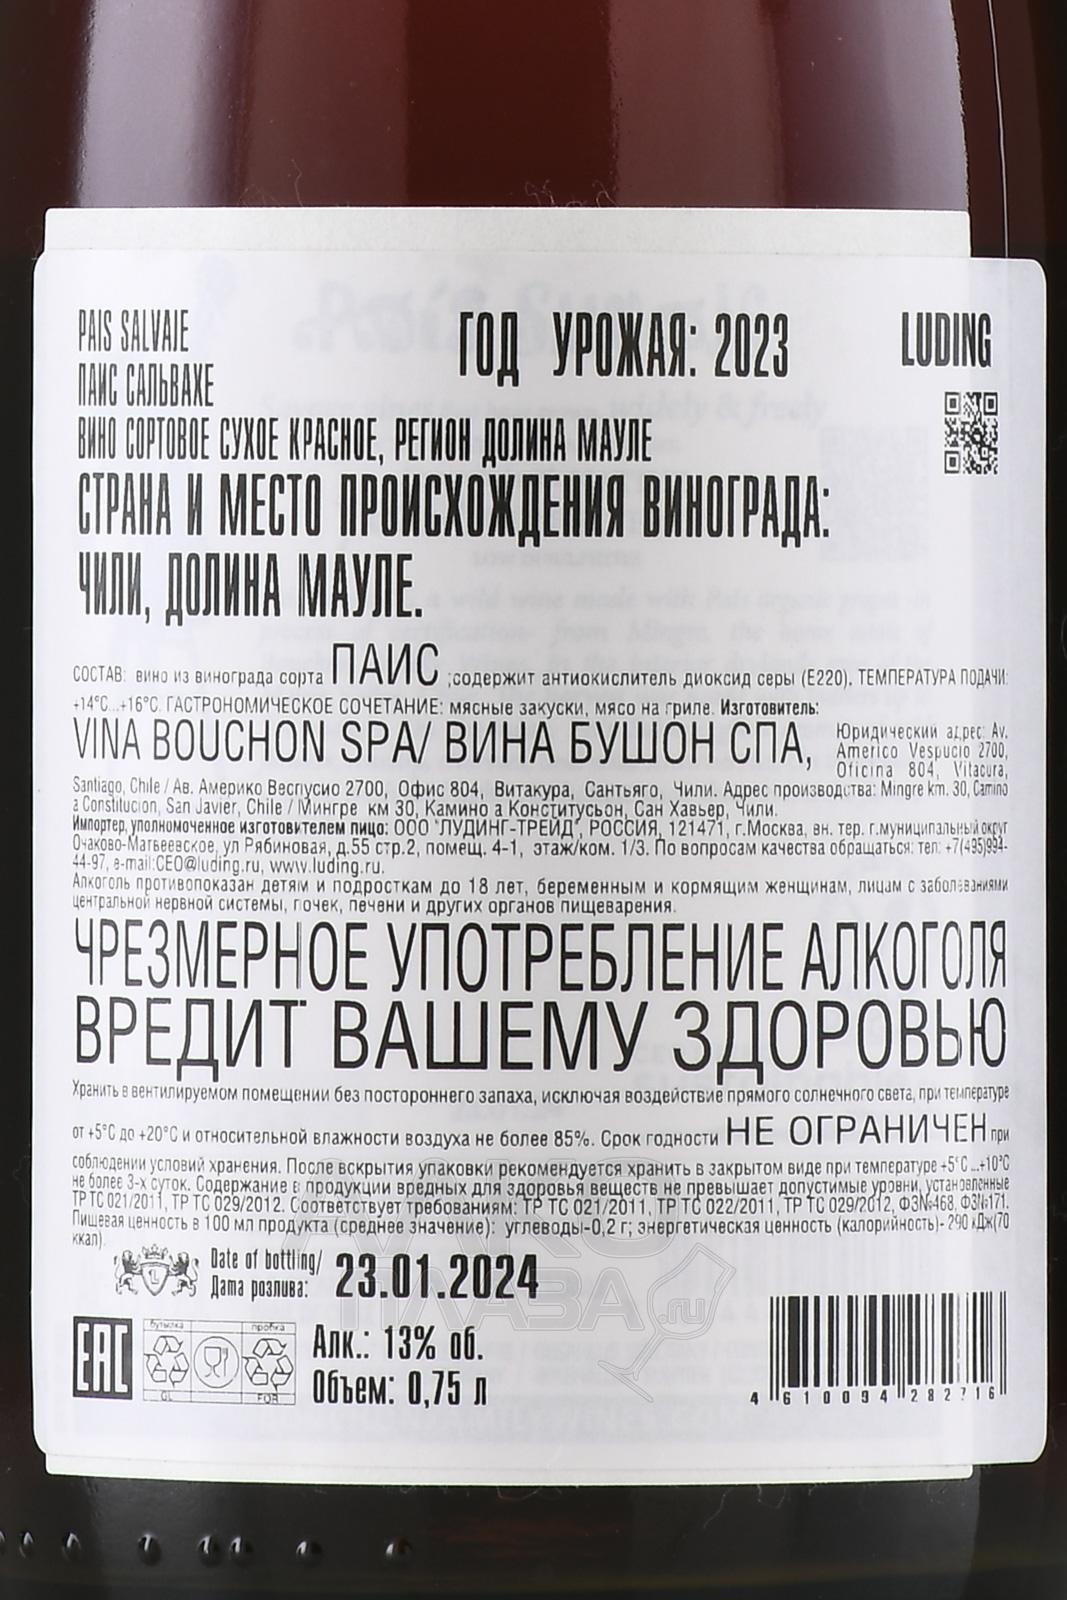 PAIS SALVAJE
ПАИС САЛЬВАХЕ
ГОД УРОЖАЯ: 2023
LUDING
ВИНО СОРТОВОЕ СУХОЕ КРАСНОЕ, РЕГИОН ДОЛИНА МАУЛЕ
СТРАНА И МЕСТО ПРОИСХОЖДЕНИЯ ВИНОГРАДА:
ЧИЛИ, ДОЛИНА МАУЛЕ.
СОСТАВ: вино из винограда сорта ПАИС ;содержит антиокислитель диоксид серы (Е220). ТЕМПЕРАТУРА ПОДАЧИ:
+14°С...+16°С. ГАСТРОНОМИЧЕСКОЕ СОЧЕТАНИЕ: мясные закуски, мясо на гриле. Изготовитель:
VINA BOUCHON SPA/ ВИНА БУШОН СПА,
Юридический адрес: Av.
Americo Vespucio 2700,
Oficina 804, Vitacura,
Santiago, Chile / Ав. Америко Веспусио 2700, Офис 804, Витакура, Сантьяго, Чили. Адрес производства: Mingre km. 30, Camino
a Constitucion, San Javier, Chile / Мингре км 30, Камино а Конститусьон, Сан Хавьер, Чили.
Импортер, уполномоченное изготовителем лицо: ООО "ЛУДИНГ-ТРЕЙД", РОССИЯ, 121471, г.Москва, вн. тер. г.муниципальный округ
Очаково-Матвеевское, ул Рябиновая, д.55 стр.2, помещ. 4-1, этаж/ком. 1/3. По вопросам качества обращаться: тел: +7(495)994-
44-97, e-mail:CEO@luding.ru, www.luding.ru.
Алкоголь противопоказан детям и подросткам до 18 лет, беременным и кормящим женщинам, лицам с заболеваниями
центральной нервной системы, почек, печени и других органов пищеварения.
ЧРЕЗМЕРНОЕ УПОТРЕБЛЕНИЕ АЛКОГОЛЯ
ВРЕДИТ ВАШЕМУ ЗДОРОВЬЮ
Хранить в вентилируемом помещении без постороннего запаха, исключая воздействие прямого солнечного света, при температуре
от +5°С до +20°С и относительной влажности воздуха не более 85%. Срок годности НЕ ОГРАНИЧЕН при
соблюдении условий хранения. После вскрытия упаковки рекомендуется хранить в закрытом виде при температуре +5°С ...+10°С
не более 3-х суток. Содержание в продукции вредных для здоровья веществ не превышает допустимые уровни, установленные
ТР ТС 021/2011, ТР ТС 029/2012. Соответствует требованиям: ТР ТС 021/2011, ТР ТС 022/2011, ТР ТС 029/2012, ФЗ№468, ФЗ№171.
Пищевая ценность в 100 мл продукта (среднее значение): углеводы-0,2 г; энергетическая ценность (калорийность)- 290 кДж(70
ккал).
Date of bottling/
Дата розлива: 23.01.2024
EAC
бутылка
пробка
GL
FOR
Алк.: 13% об.
Объем: 0,75 л
4 610094 282716
АЛКО
ПЛАЗА.ru